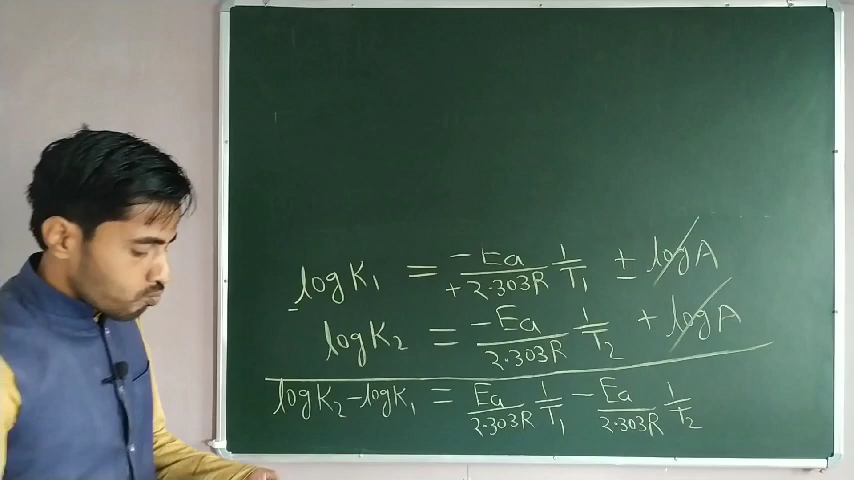 log K₁ = -Ea/+2.303R 1/T₁ ± log A
log K₂ = -Ea/2.303R 1/T₂ + log A
log K₂ - log K₁ = Ea/2.303R 1/T₁ - Ea/2.303R 1/T₂